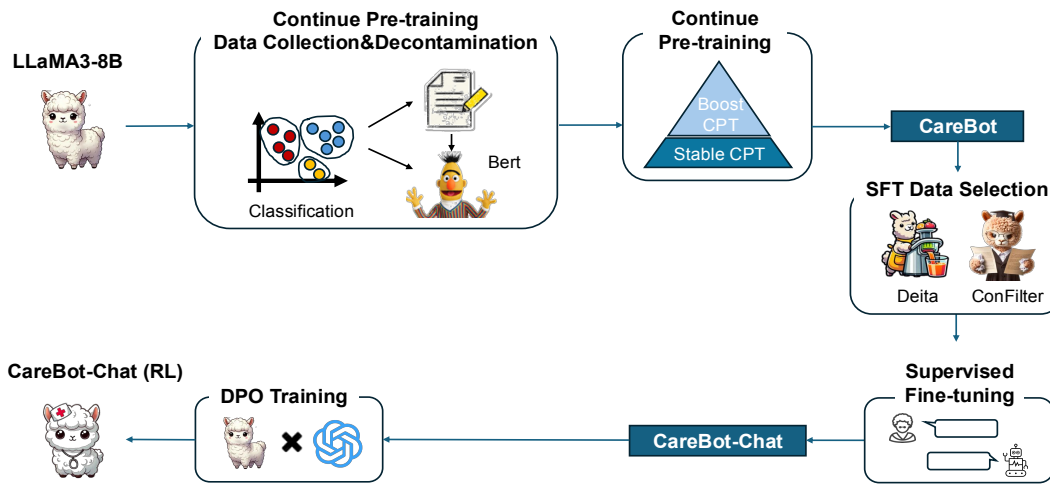 LLaMA3-8B
Continue Pre-training
Data Collection&Decontamination
Classification
Bert
Continue
Pre-training
Boost
CPT
Stable CPT
CareBot
SFT Data Selection
Deita
ConFilter
Supervised
Fine-tuning
CareBot-Chat
DPO Training
CareBot-Chat (RL)